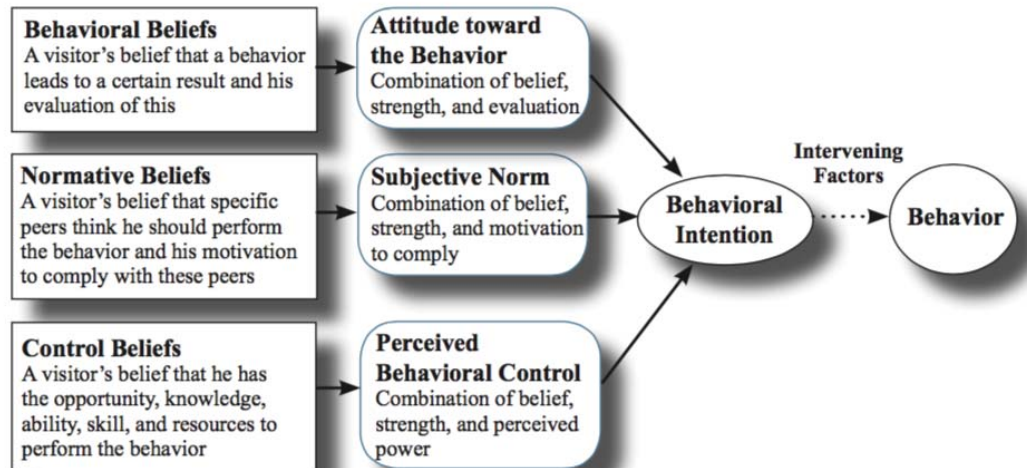 Behavioral Beliefs
A visitor's belief that a behavior
leads to a certain result and his
evaluation of this
Attitude toward
the Behavior
Combination of belief,
strength, and evaluation
Normative Beliefs
A visitor's belief that specific
peers think he should perform
the behavior and his motivation
to comply with these peers
Subjective Norm
Combination of belief,
strength, and motivation
to comply
Control Beliefs
A visitor's belief that he has
the opportunity, knowledge,
ability, skill, and resources to
perform the behavior
Perceived
Behavioral Control
Combination of belief,
strength, and perceived
power
Behavioral
Intention
Intervening
Factors
Behavior